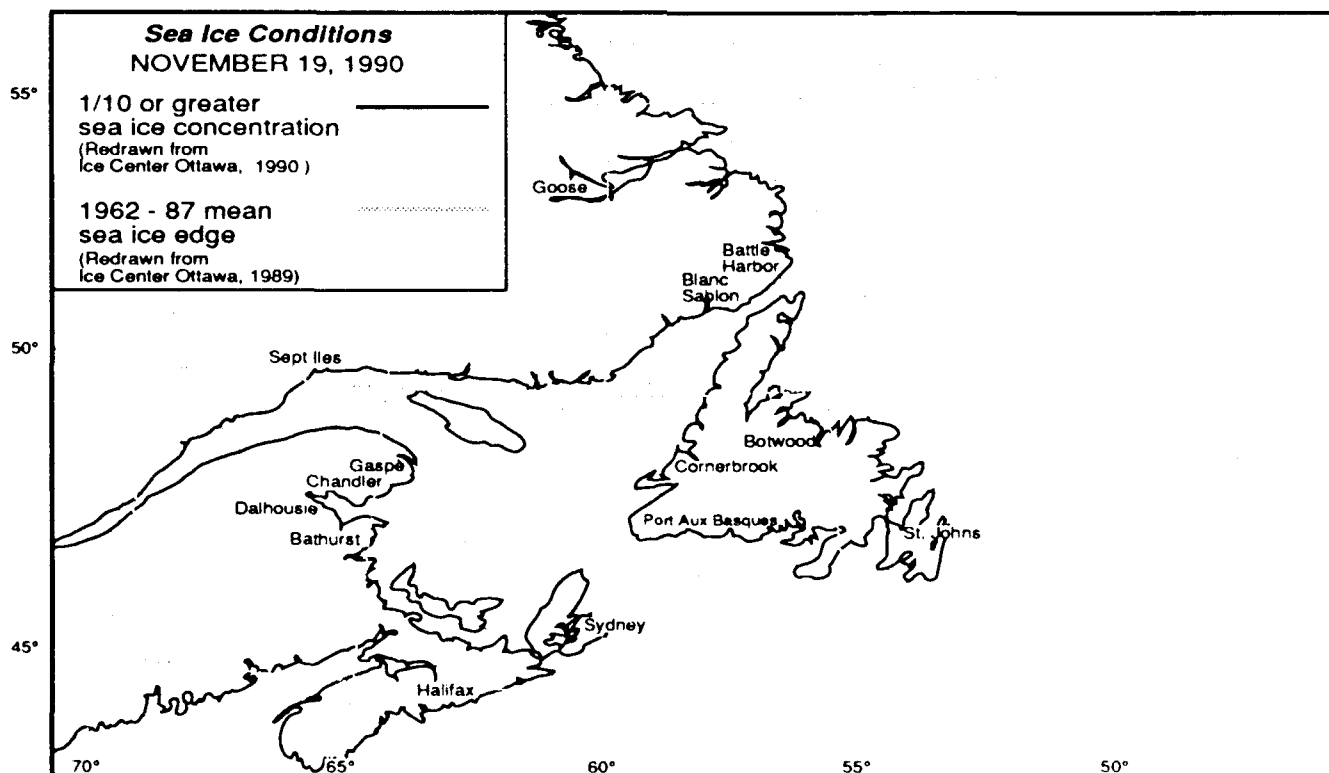 Sea Ice Conditions
NOVEMBER 19, 1990
1/10 or greater
sea ice concentration
(Redrawn from
Ice Center Ottawa, 1990 )
1962 - 87 mean
sea ice edge
(Redrawn from
Ice Center Ottawa, 1989)
55°
Goose
Battle
Harbor
Blanc
Sablon
50°
Sept Iles
Botwood
Cornerbrook
Gaspe
Chandler
Dalhousie
Port Aux Basques
St. Johns
Bathurst
Sydney
45°
Halifax
70°
65°
60°
55°
50°